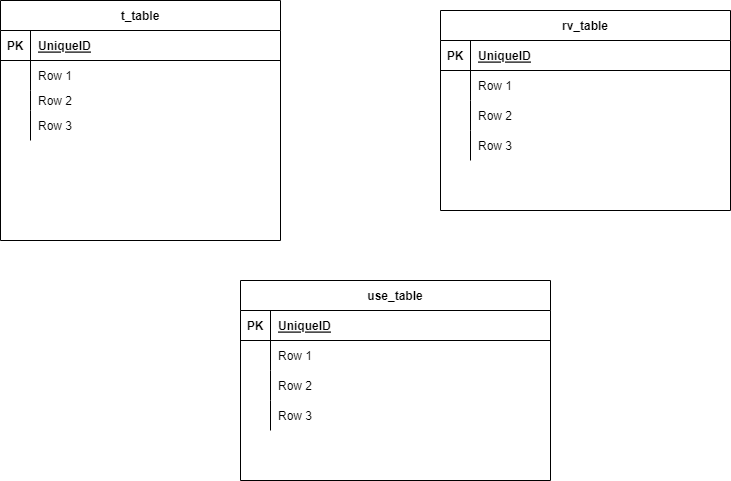 t_table
PK UniqueID
Row 1
Row 2
Row 3
rv_table
PK UniqueID
Row 1
Row 2
Row 3
use_table
PK UniqueID
Row 1
Row 2
Row 3